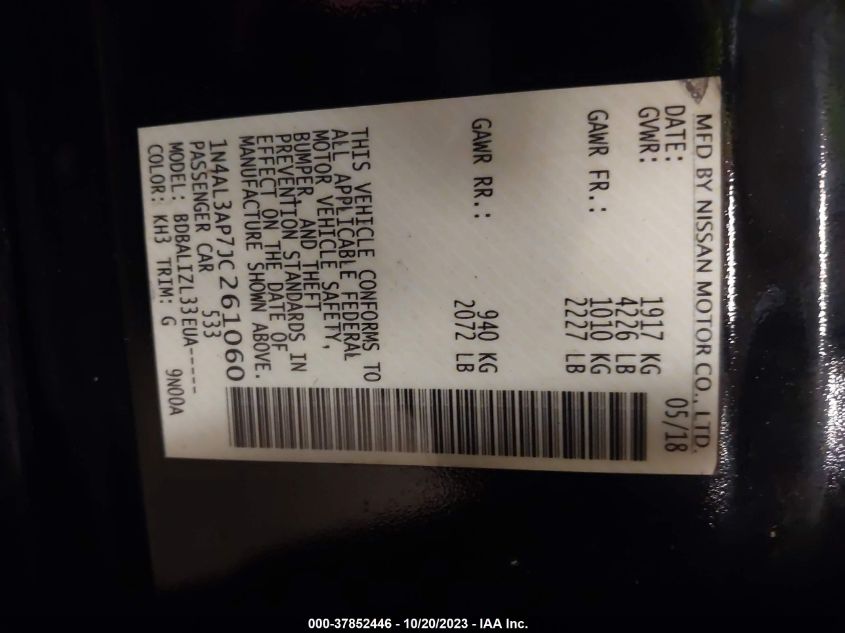 MFD BY NISSAN MOTOR CO., LTD.
DATE: 05/18
GVWR: 1917 KG
4226 LB
GAWR FR.: 1010 KG
2227 LB
GAWR RR.: 940 KG
2072 LB
THIS VEHICLE CONFORMS TO
ALL APPLICABLE FEDERAL
MOTOR VEHICLE SAFETY,
BUMPER, AND THEFT
PREVENTION STANDARDS IN
EFFECT ON THE DATE OF
MANUFACTURE SHOWN ABOVE.
1N4AL3AP7JC261060
PASSENGER CAR 533
MODEL: BDBALIZL33EUA-----
COLOR: KH3 TRIM: G 9N00A
000-37852446 - 10/20/2023 - IAA Inc.